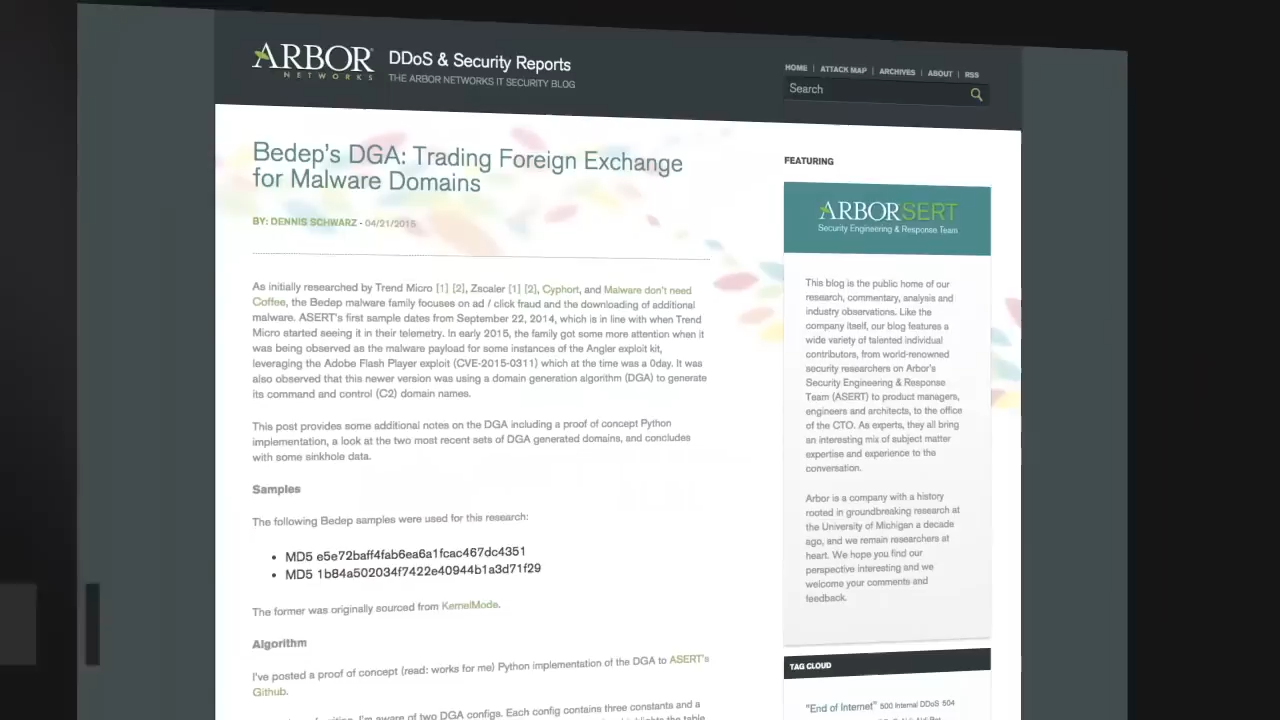 ARBOR
NETWORKS
DDoS & Security Reports
THE ARBOR NETWORKS IT SECURITY BLOG
HOME | ATTACK MAP | ARCHIVES | ABOUT | RSS
Search
Bedep's DGA: Trading Foreign Exchange
for Malware Domains
BY: DENNIS SCHWARZ - 04/21/2015
As initially researched by Trend Micro [1] [2], Zscaler [1] [2], Cyphort, and Malware don't need
Coffee, the Bedep malware family focuses on ad / click fraud and the downloading of additional
malware. ASERT's first sample dates from September 22, 2014, which is in line with when Trend
Micro started seeing it in their telemetry. In early 2015, the family got some more attention when it
was being observed as the malware payload for some instances of the Angler exploit kit,
leveraging the Adobe Flash Player exploit (CVE-2015-0311) which at the time was a 0day. It was
also observed that this newer version was using a domain generation algorithm (DGA) to generate
its command and control (C2) domain names.
This post provides some additional notes on the DGA including a proof of concept Python
implementation, a look at the two most recent sets of DGA generated domains, and concludes
with some sinkhole data.
Samples
The following Bedep samples were used for this research:
• MD5 e5e72baff4fab6ea6a1fcac467dc4351
• MD5 1b84a502034f7422e40944b1a3d71f29
The former was originally sourced from KernelMode.
Algorithm
I've posted a proof of concept (read: works for me) Python implementation of the DGA to ASERT's
Github.
I'm aware of two DGA configs. Each config contains three constants and a
FEATURING
ARBORSERT
Security Engineering & Response Team
This blog is the public home of our
research, commentary, analysis and
industry observations. Like the
company itself, our blog features a
wide variety of talented individual
contributors, from world-renowned
security researchers on Arbor's
Security Engineering & Response
Team (ASERT) to product managers,
engineers and architects, to the office
of the CTO. As experts, they all bring
an interesting mix of subject matter
expertise and experience to the
conversation.
Arbor is a company with a history
rooted in groundbreaking research at
the University of Michigan a decade
ago, and we remain researchers at
heart. We hope you find our
perspective interesting and we
welcome your comments and
feedback.
TAG CLOUD
"End of Internet" 500 Internal DDoS 504